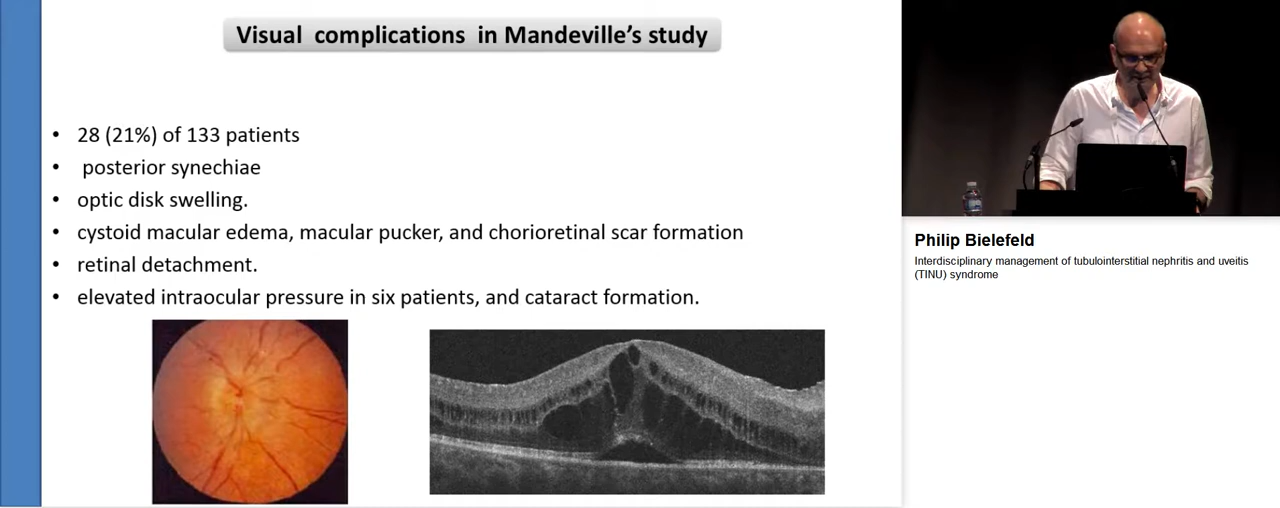 Visual complications in Mandeville's study
• 28 (21%) of 133 patients
• posterior synechiae
• optic disk swelling.
• cystoid macular edema, macular pucker, and chorioretinal scar formation
• retinal detachment.
• elevated intraocular pressure in six patients, and cataract formation.
Philip Bielefeld
Interdisciplinary management of tubulointerstitial nephritis and uveitis
(TINU) syndrome